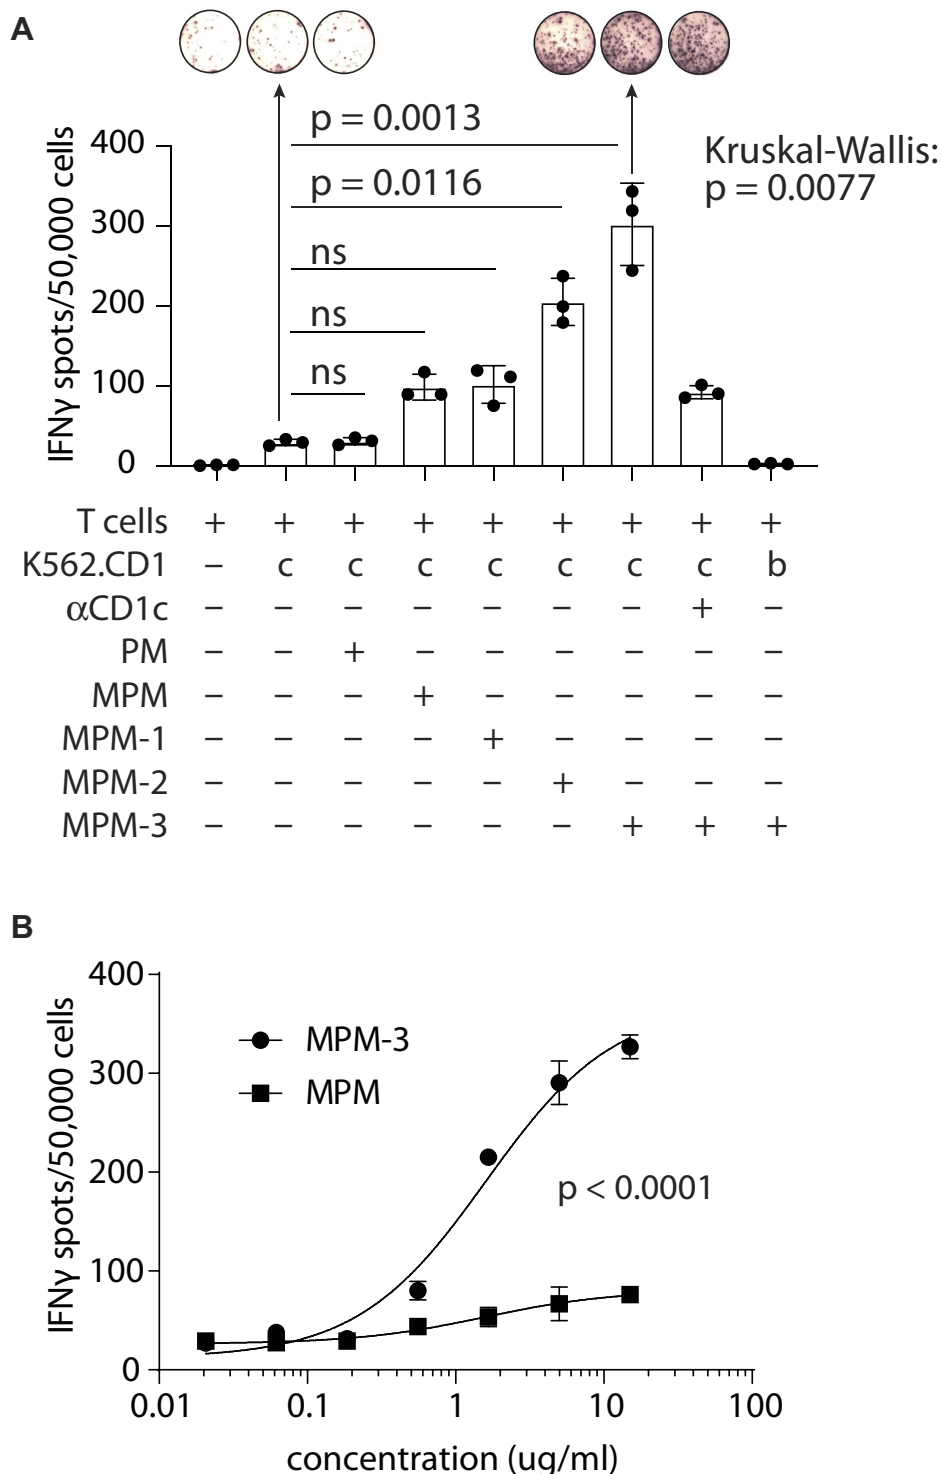 A
p = 0.0013
p = 0.0116
ns
ns
ns
Kruskal-Wallis:
p = 0.0077
IFNγ spots/50,000 cells
400
300
200
100
0
T cells + + + + + + + + +
K562.CD1 – c c c c c c c b
αCD1c – – – – – – – + –
PM – – + – – – – – –
MPM – – – + – – – – –
MPM-1 – – – – + – – – –
MPM-2 – – – – – + – – –
MPM-3 – – – – – – + + +
B
IFNγ spots/50,000 cells
400
300
200
100
0
MPM-3
MPM
p < 0.0001
0.01 0.1 1 10 100
concentration (ug/ml)